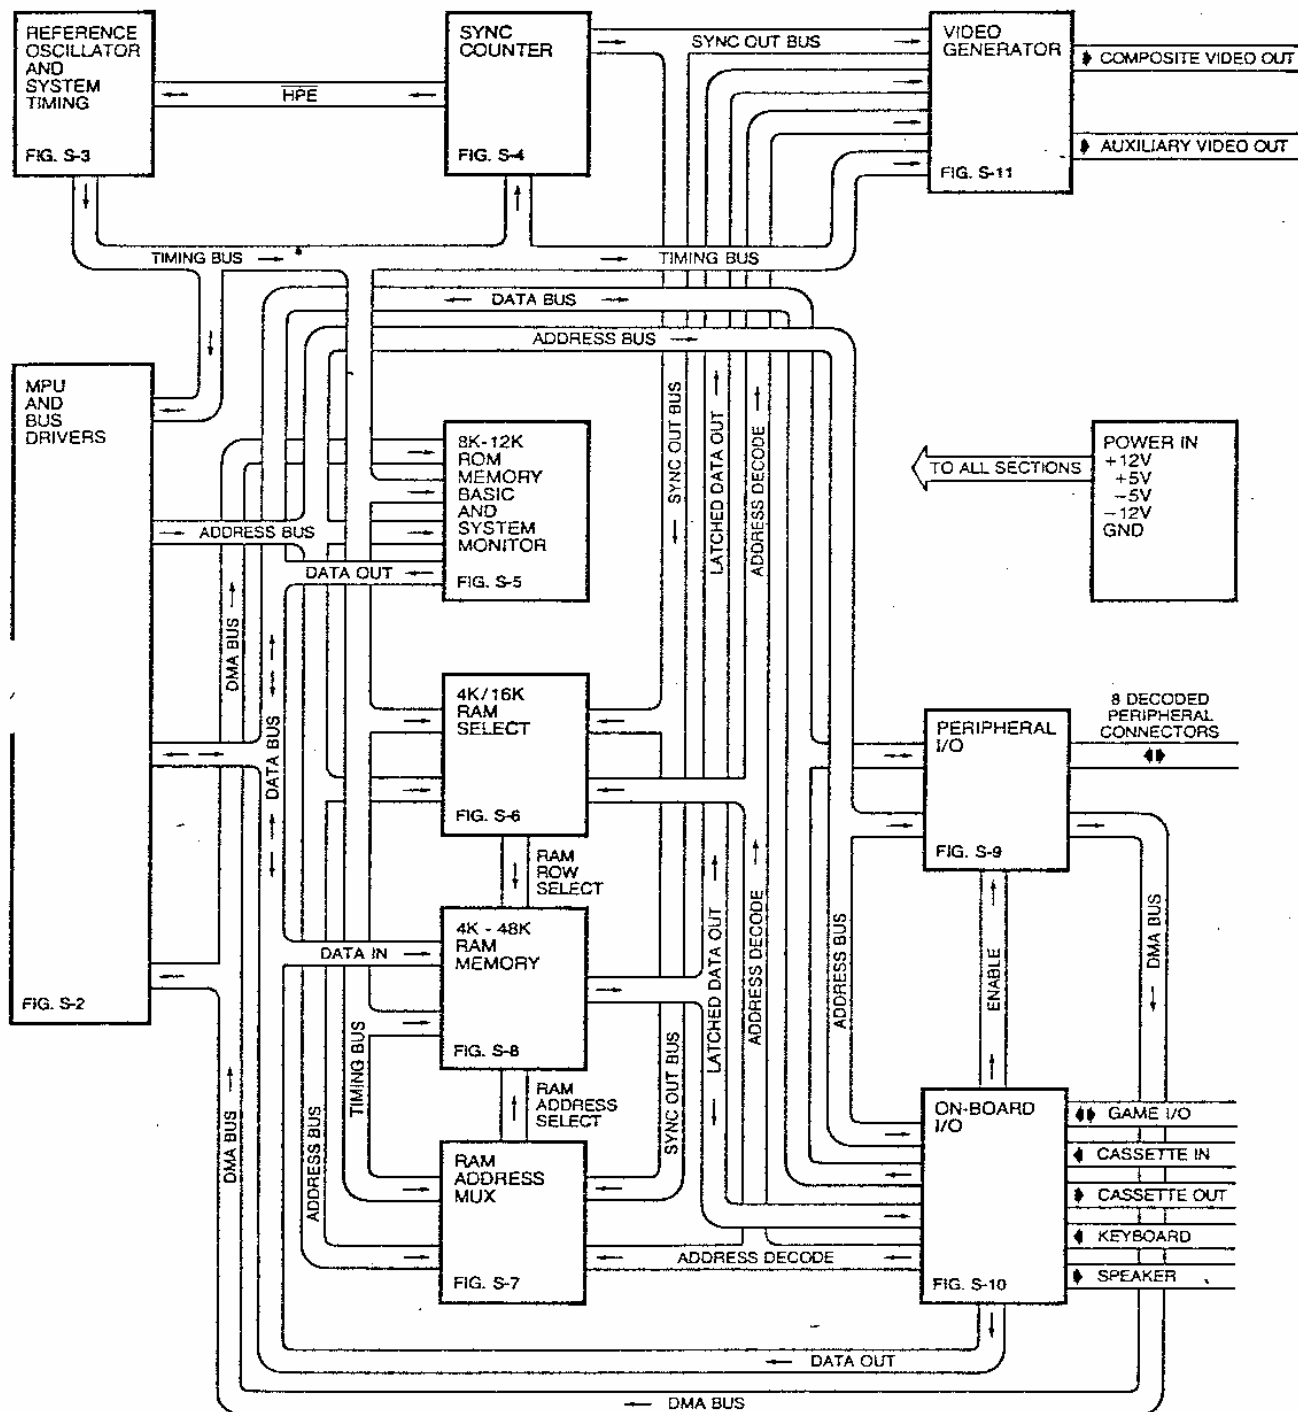 REFERENCE
OSCILLATOR
AND
SYSTEM
TIMING
FIG. S-3
HPE
SYNC
COUNTER
FIG. S-4
SYNC OUT BUS
VIDEO
GENERATOR
FIG. S-11
COMPOSITE VIDEO OUT
AUXILIARY VIDEO OUT
TIMING BUS
TIMING BUS
DATA BUS
ADDRESS BUS
MPU
AND
BUS
DRIVERS
FIG. S-2
8K-12K
ROM
MEMORY
BASIC
AND
SYSTEM
MONITOR
FIG. S-5
ADDRESS BUS
DATA OUT
DMA BUS
DATA BUS
SYNC OUT BUS
LATCHED DATA OUT
ADDRESS DECODE
TO ALL SECTIONS
POWER IN
+12V
+5V
-5V
-12V
GND
4K/16K
RAM
SELECT
FIG. S-6
RAM
ROW
SELECT
8 DECODED
PERIPHERAL
CONNECTORS
PERIPHERAL
I/O
FIG. S-9
4K - 48K
RAM
MEMORY
FIG. S-8
DATA IN
RAM
ADDRESS
SELECT
TIMING BUS
ADDRESS BUS
DMA BUS
SYNC OUT BUS
LATCHED DATA OUT
ADDRESS DECODE
ADDRESS BUS
ENABLE
DMA BUS
RAM
ADDRESS
MUX
FIG. S-7
ADDRESS DECODE
ON-BOARD
I/O
FIG. S-10
GAME I/O
CASSETTE IN
CASSETTE OUT
KEYBOARD
SPEAKER
DATA OUT
DMA BUS